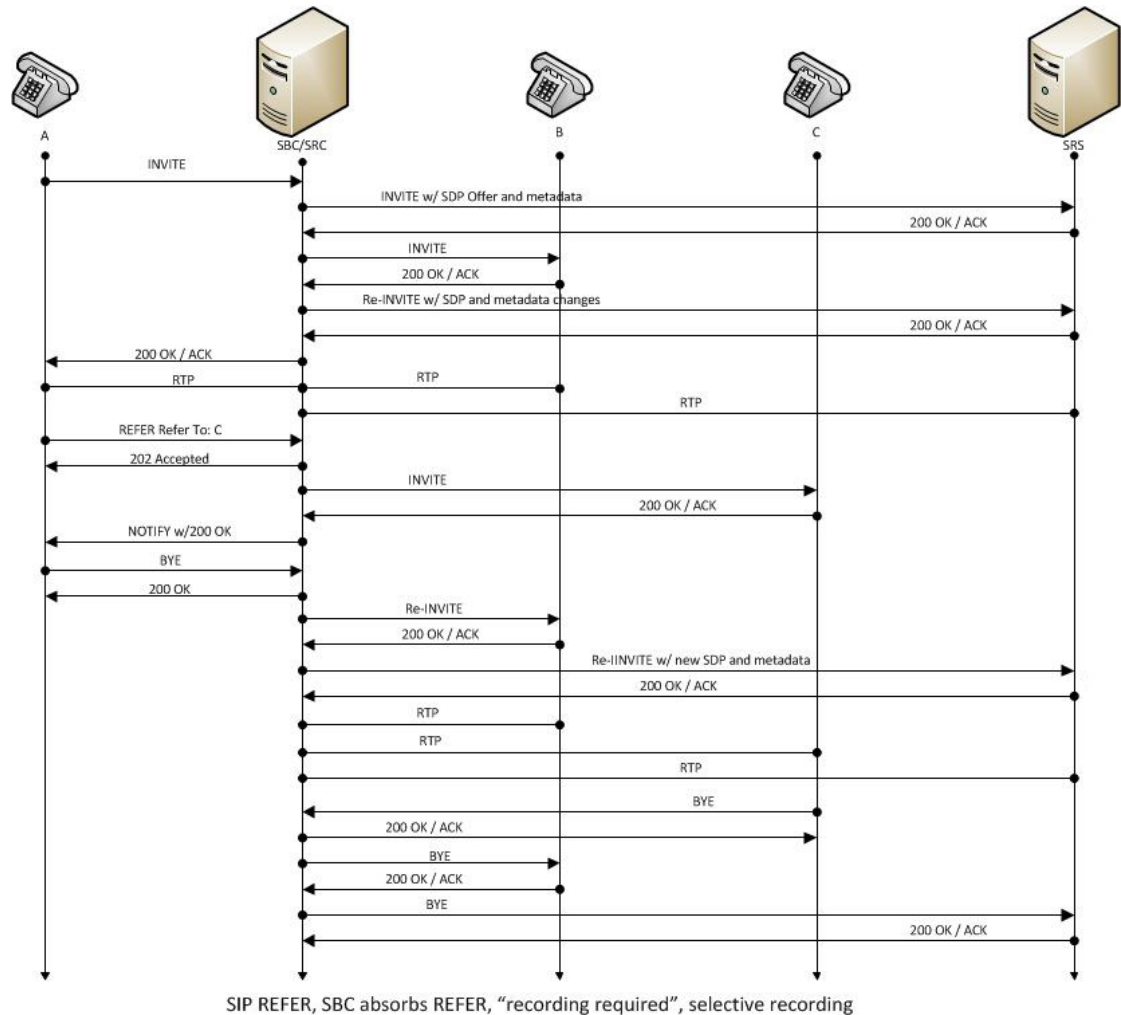 A
SBC/SRC
B
C
SRS
INVITE
INVITE w/ SDP Offer and metadata
200 OK / ACK
INVITE
200 OK / ACK
Re-INVITE w/ SDP and metadata changes
200 OK / ACK
200 OK / ACK
RTP
RTP
RTP
REFER Refer To: C
202 Accepted
INVITE
200 OK / ACK
NOTIFY w/200 OK
BYE
200 OK
Re-INVITE
200 OK / ACK
Re-IINVITE w/ new SDP and metadata
200 OK / ACK
RTP
RTP
RTP
BYE
200 OK / ACK
BYE
200 OK / ACK
BYE
200 OK / ACK
SIP REFER, SBC absorbs REFER, “recording required”, selective recording